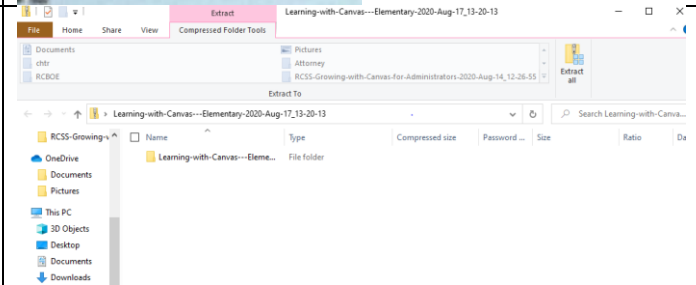 Extract
Learning-with-Canvas---Elementary-2020-Aug-17_13-20-13
File
Home
Share
View
Compressed Folder Tools
Documents
Pictures
chtr
Attorney
RCBOE
RCSS-Growing-with-Canvas-for-Administrators-2020-Aug-14_12-26-55
Extract
all
Extract To
Learning-with-Canvas---Elementary-2020-Aug-17_13-20-13
Search Learning-with-Canva...
RCSS-Growing-v
Name
Type
Compressed size
Password ...
Size
Ratio
Da
Learning-with-Canvas---Eleme...
File folder
OneDrive
Documents
Pictures
This PC
3D Objects
Desktop
Documents
Downloads